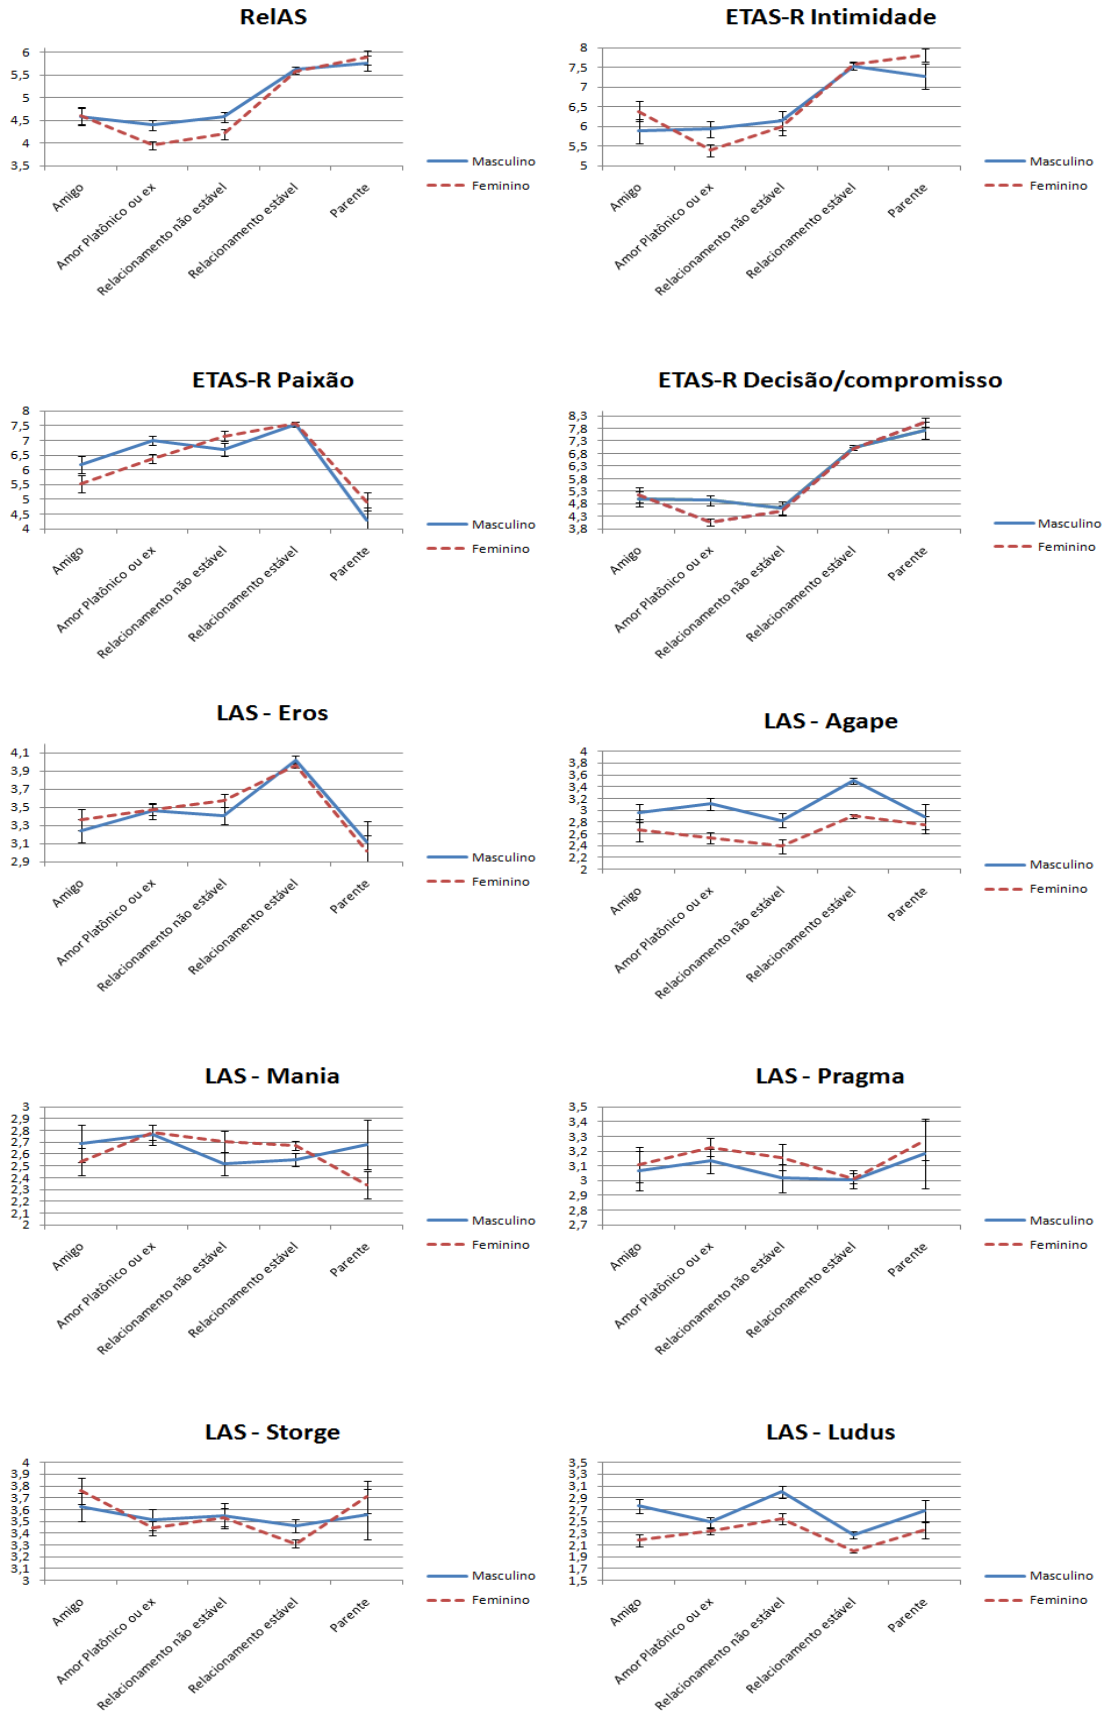 RelAS
6
5,5
5
4,5
4
3,5
Amigo
Amor Platônico ou ex
Relacionamento não estável
Relacionamento estável
Parente
Masculino
Feminino
ETAS-R Intimidade
8
7,5
7
6,5
6
5,5
5
Amigo
Amor Platônico ou ex
Relacionamento não estável
Relacionamento estável
Parente
Masculino
Feminino
ETAS-R Paixão
8
7,5
7
6,5
6
5,5
5
4,5
4
Amigo
Amor Platônico ou ex
Relacionamento não estável
Relacionamento estável
Parente
Masculino
Feminino
ETAS-R Decisão/compromisso
8,3
7,8
7,3
6,8
6,3
5,8
5,3
4,8
4,3
3,8
Amigo
Amor Platônico ou ex
Relacionamento não estável
Relacionamento estável
Parente
Masculino
Feminino
LAS - Eros
4,1
3,9
3,7
3,5
3,3
3,1
2,9
Amigo
Amor Platônico ou ex
Relacionamento não estável
Relacionamento estável
Parente
Masculino
Feminino
LAS - Agape
4
3,8
3,6
3,4
3,2
3
2,8
2,6
2,4
2,2
2
Amigo
Amor Platônico ou ex
Relacionamento não estável
Relacionamento estável
Parente
Masculino
Feminino
LAS - Mania
3
2,9
2,8
2,7
2,6
2,5
2,4
2,3
2,2
2,1
2
Amigo
Amor Platônico ou ex
Relacionamento não estável
Relacionamento estável
Parente
Masculino
Feminino
LAS - Pragma
3,5
3,4
3,3
3,2
3,1
3
2,9
2,8
2,7
Amigo
Amor Platônico ou ex
Relacionamento não estável
Relacionamento estável
Parente
Masculino
Feminino
LAS - Storge
4
3,9
3,8
3,7
3,6
3,5
3,4
3,3
3,2
3,1
3
Amigo
Amor Platônico ou ex
Relacionamento não estável
Relacionamento estável
Parente
Masculino
Feminino
LAS - Ludus
3,5
3,3
3,1
2,9
2,7
2,5
2,3
2,1
1,9
1,7
1,5
Amigo
Amor Platônico ou ex
Relacionamento não estável
Relacionamento estável
Parente
Masculino
Feminino